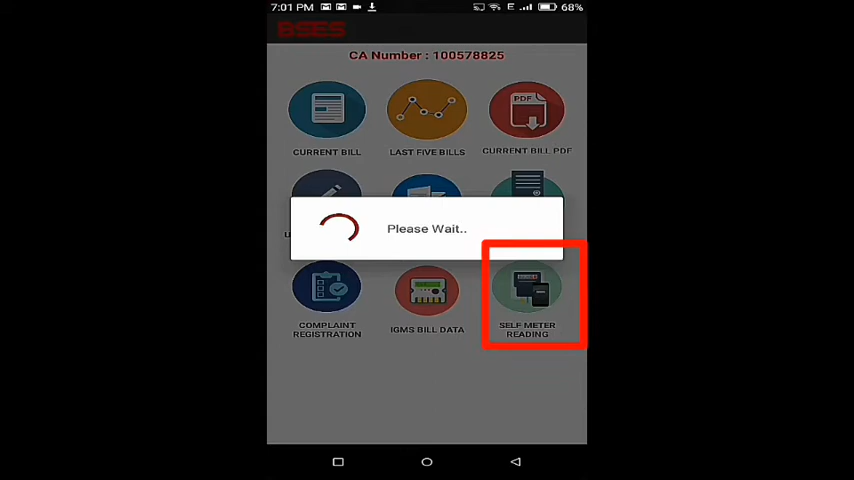 7:01 PM E 68%
BSES
CA Number : 100578825
PDF
CURRENT BILL
LAST FIVE BILLS
CURRENT BILL PDF
Please Wait..
COMPLAINT
REGISTRATION
IGMS BILL DATA
SELF METER
READING